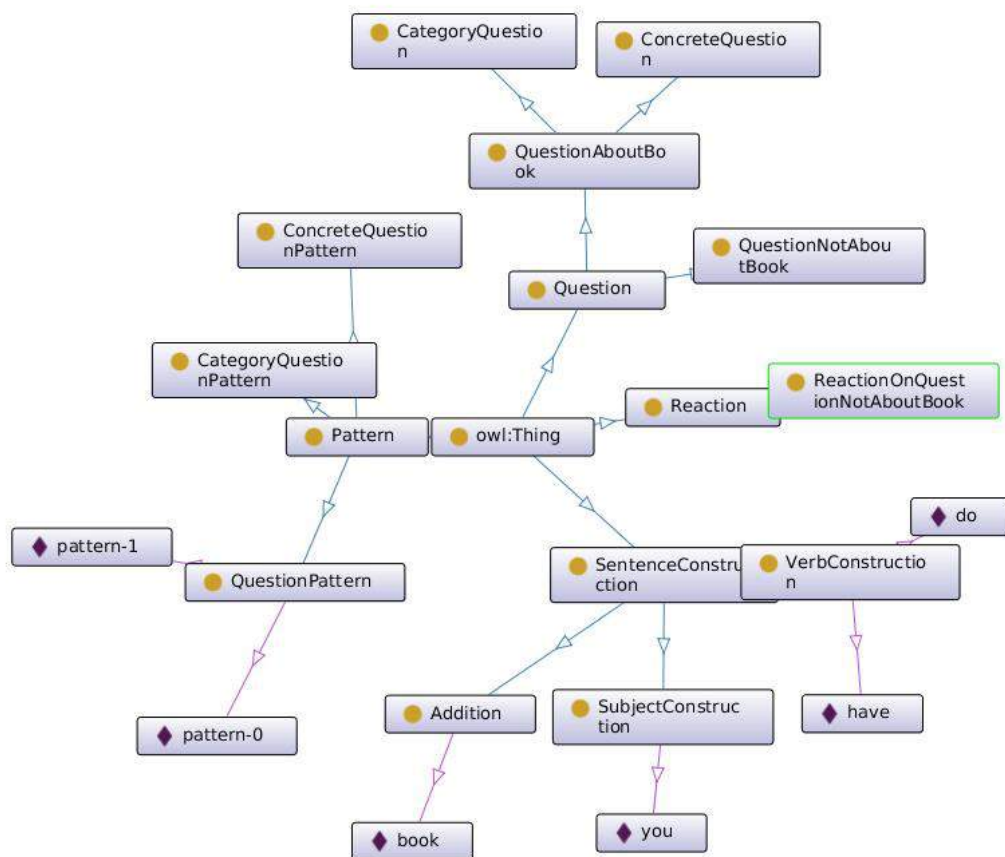 CategoryQuestio
n
ConcreteQuestio
n
QuestionAboutBo
ok
ConcreteQuestio
nPattern
QuestionNotAbou
tBook
Question
CategoryQuestio
nPattern
ReactionOnQuest
ionNotAboutBook
Reaction
Pattern
owl:Thing
do
pattern-1
SentenceConstru
ction
VerbConstructio
n
QuestionPattern
Addition
SubjectConstruc
tion
have
pattern-0
book
you